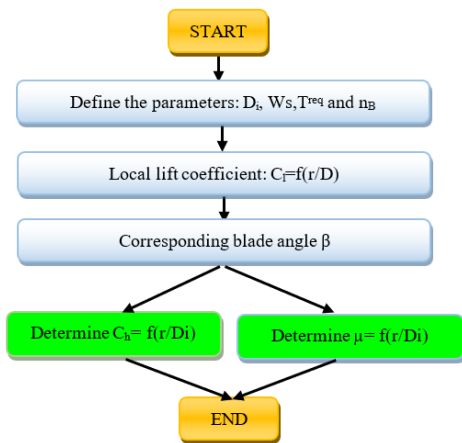 START
Define the parameters: Dᵢ, Ws,Tʳᵉq and n_B
Local lift coefficient: Cₗ=f(r/D)
Corresponding blade angle β
Determine Cₕ= f(r/Di)
Determine μ= f(r/Di)
END